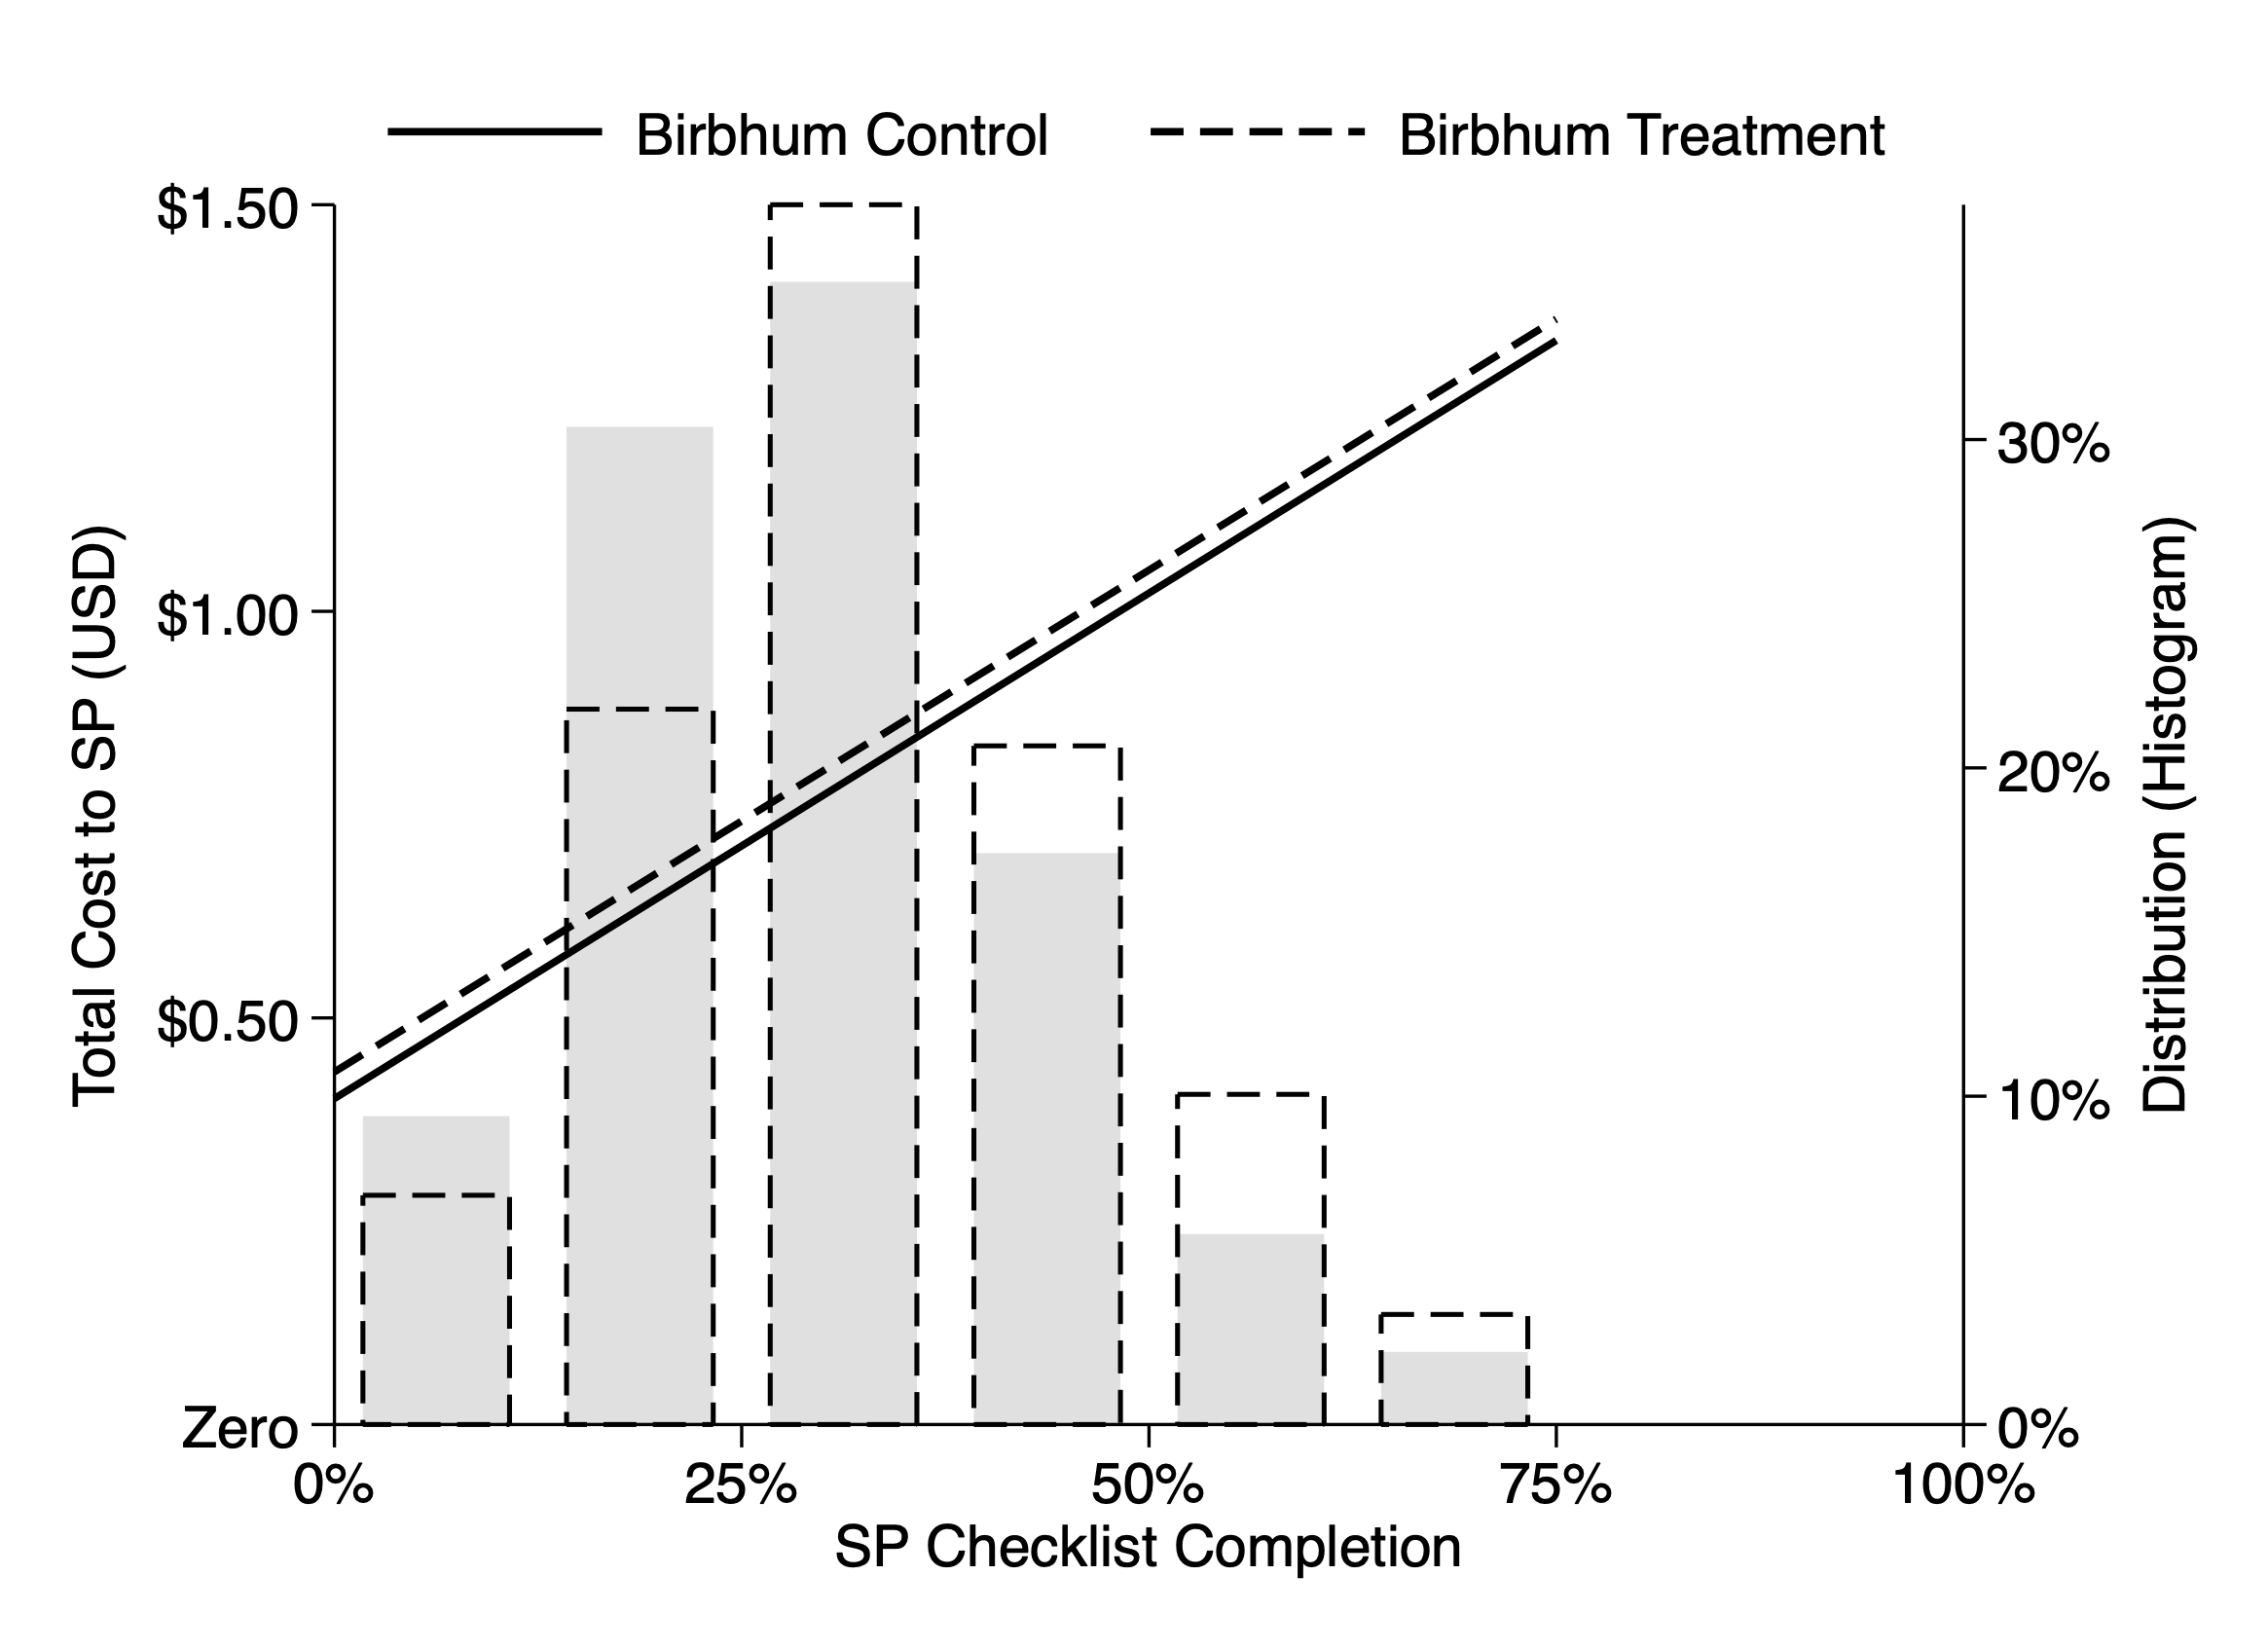 Birbhum Control
Birbhum Treatment
Total Cost to SP (USD)
$1.50
$1.00
$0.50
Zero
0%
25%
50%
75%
100%
SP Checklist Completion
30%
20%
10%
0%
Distribution (Histogram)